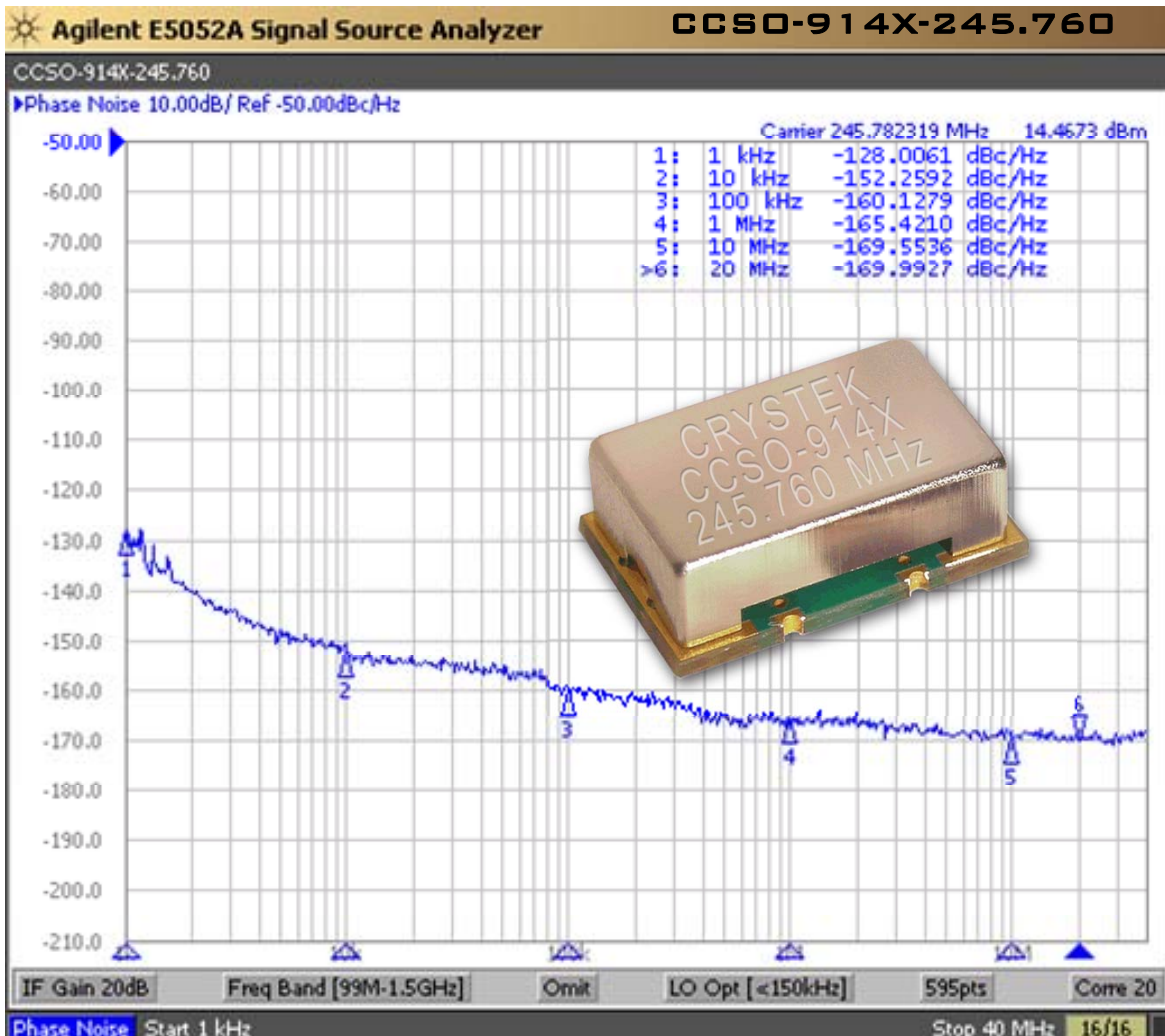 Agilent E5052A Signal Source Analyzer
CCSO-914X-245.760
CCSO-914X-245.760
Phase Noise 10.00dB/ Ref -50.00dBc/Hz
Carrier 245.782319 MHz 14.4673 dBm
1: 1 kHz -128.0061 dBc/Hz
2: 10 kHz -152.2592 dBc/Hz
3: 100 kHz -160.1279 dBc/Hz
4: 1 MHz -165.4210 dBc/Hz
5: 10 MHz -169.5536 dBc/Hz
>6: 20 MHz -169.9927 dBc/Hz
-50.00
-60.00
-70.00
-80.00
-90.00
-100.0
-110.0
-120.0
-130.0
-140.0
-150.0
-160.0
-170.0
-180.0
-190.0
-200.0
-210.0
CRYSTEK
CCSO-914X
245.760 MHz
1
2
3
4
5
6
IF Gain 20dB
Freq Band [99M-1.5GHz]
Omit
LO Opt [<150kHz]
595pts
Corre 20
Phase Noise Start 1 kHz
Stop 40 MHz
16/16